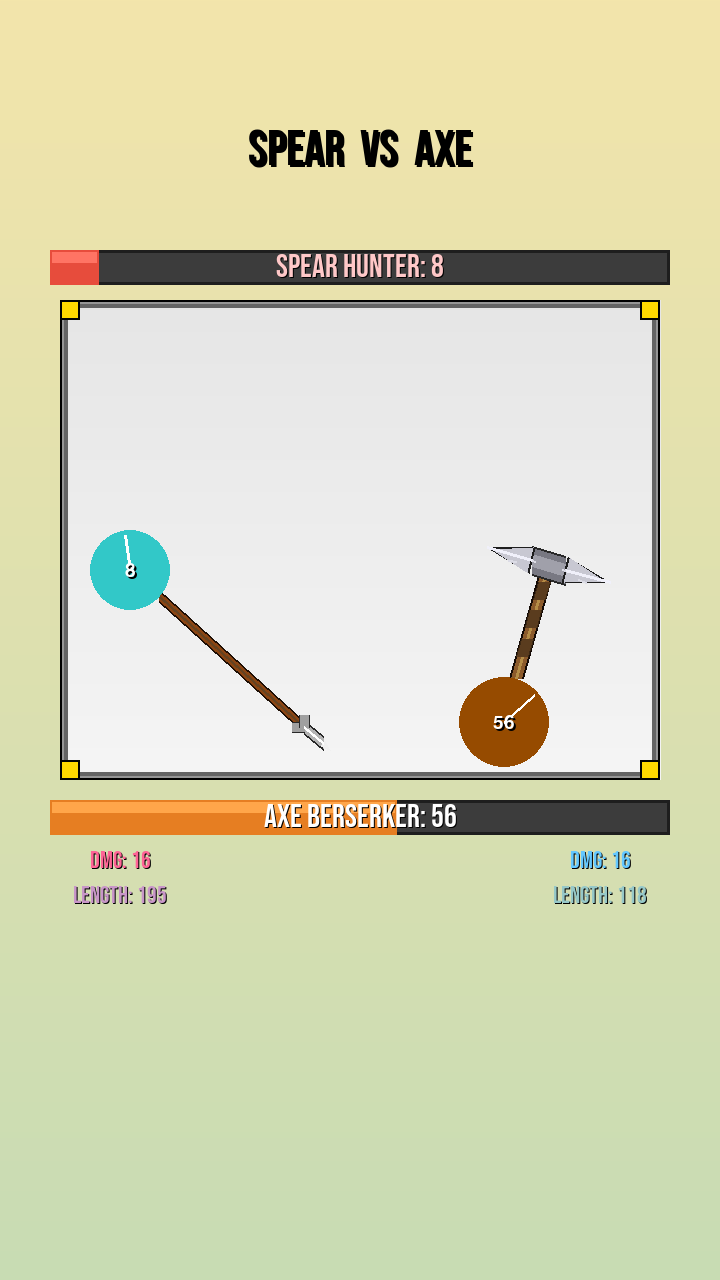 SPEAR VS AXE
SPEAR HUNTER: 8
8
56
AXE BERSERKER: 56
DMG: 16
DMG: 16
LENGTH: 195
LENGTH: 118